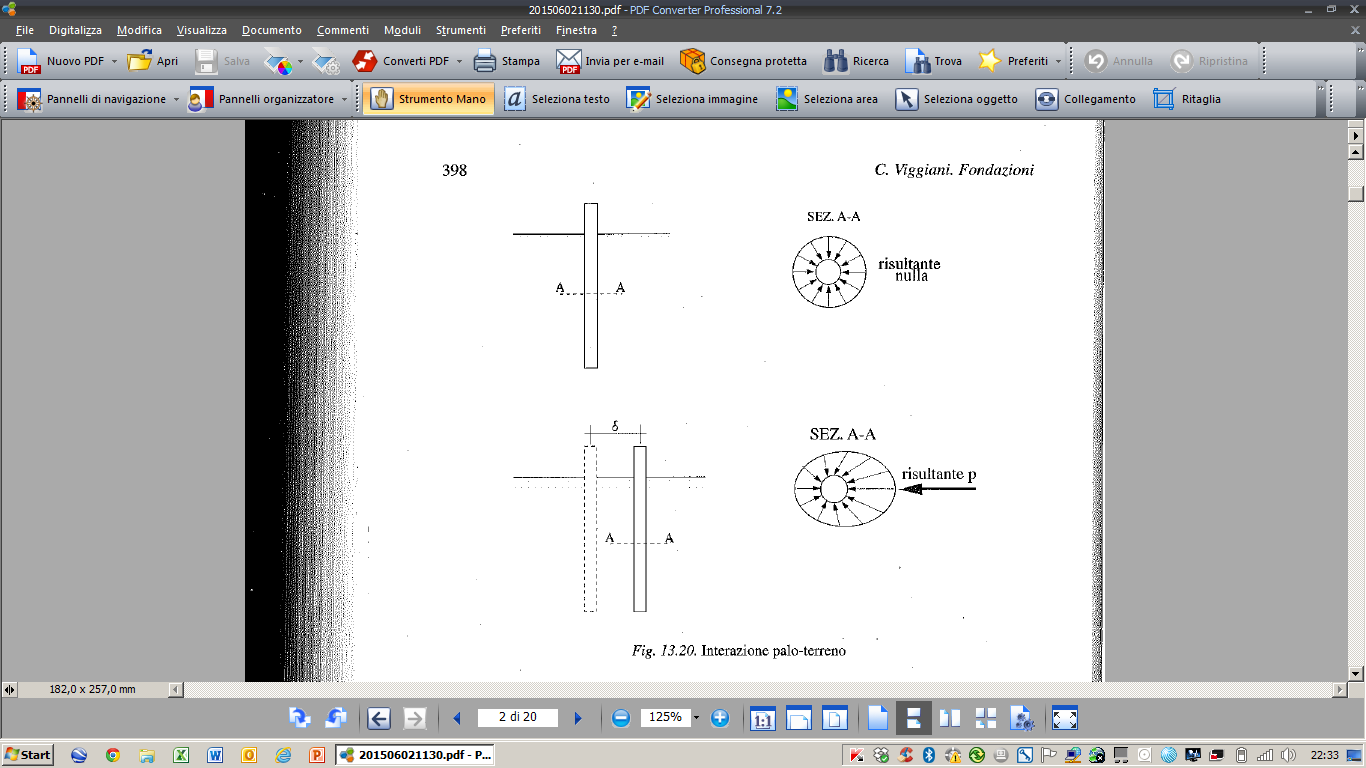 201506021130.pdf - PDF Converter Professional 7.2
File Digitalizza Modifica Visualizza Documento Commenti Moduli Strumenti Preferiti Finestra ?
Nuovo PDF Apri Salva Converti PDF Stampa Invia per e-mail Consegna protetta Ricerca Trova Preferiti Annulla Ripristina
Pannelli di navigazione Pannelli organizzatore Strumento Mano Seleziona testo Seleziona immagine Seleziona area Seleziona oggetto Collegamento Ritaglia
398 C. Viggiani. Fondazioni
SEZ. A-A
risultante
nulla
A A
δ
SEZ. A-A
risultante p
A A
Fig. 13.20. Interazione palo-terreno
182,0 x 257,0 mm
2 di 20 125% 1:1
Start 201506021130.pdf - P... 22:33